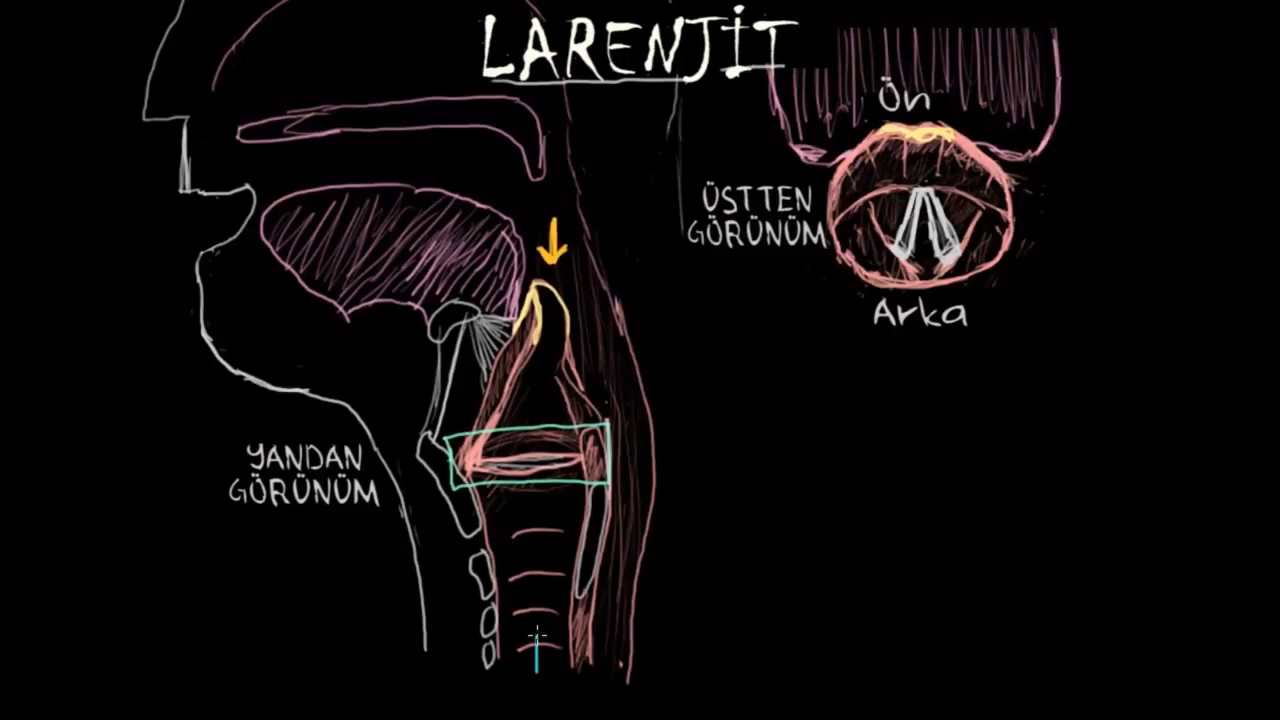 LARENJİT
Ön
ÜSTTEN
GÖRÜNÜM
Arka
YANDAN
GÖRÜNÜM